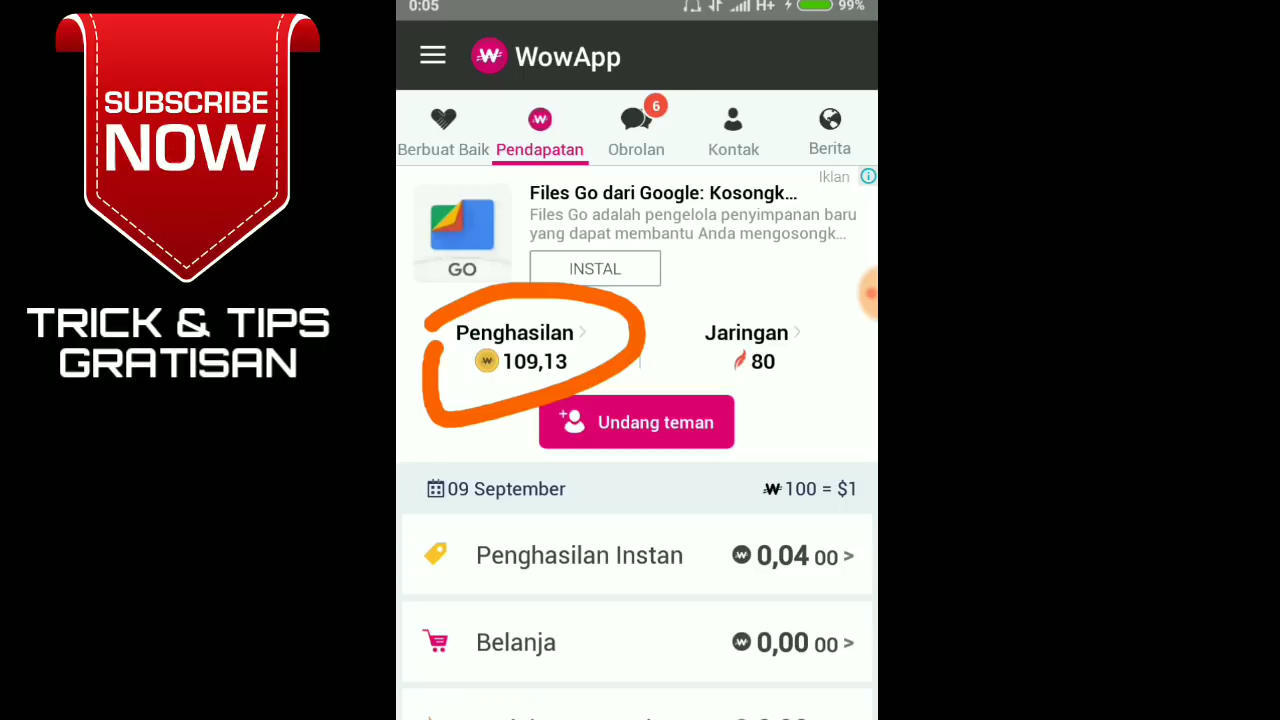 SUBSCRIBE
NOW
TRICK & TIPS
GRATISAN
0:05
H+
99%
WowApp
6
Berbuat Baik
Pendapatan
Obrolan
Kontak
Berita
Iklan
Files Go dari Google: Kosongk...
Files Go adalah pengelola penyimpanan baru
yang dapat membantu Anda mengosongk...
GO
INSTAL
Penghasilan >
109,13
Jaringan >
80
Undang teman
09 September
W 100 = $1
Penghasilan Instan
0,04 00 >
Belanja
0,00 00 >